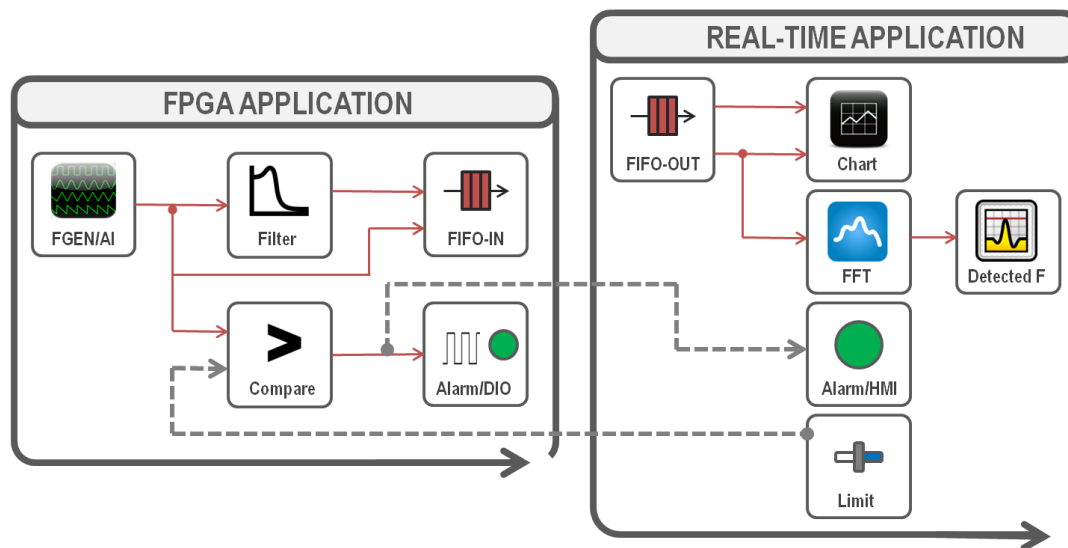 FPGA APPLICATION
FGEN/AI
Filter
FIFO-IN
>
Compare
Alarm/DIO
REAL-TIME APPLICATION
FIFO-OUT
Chart
FFT
Detected F
Alarm/HMI
Limit